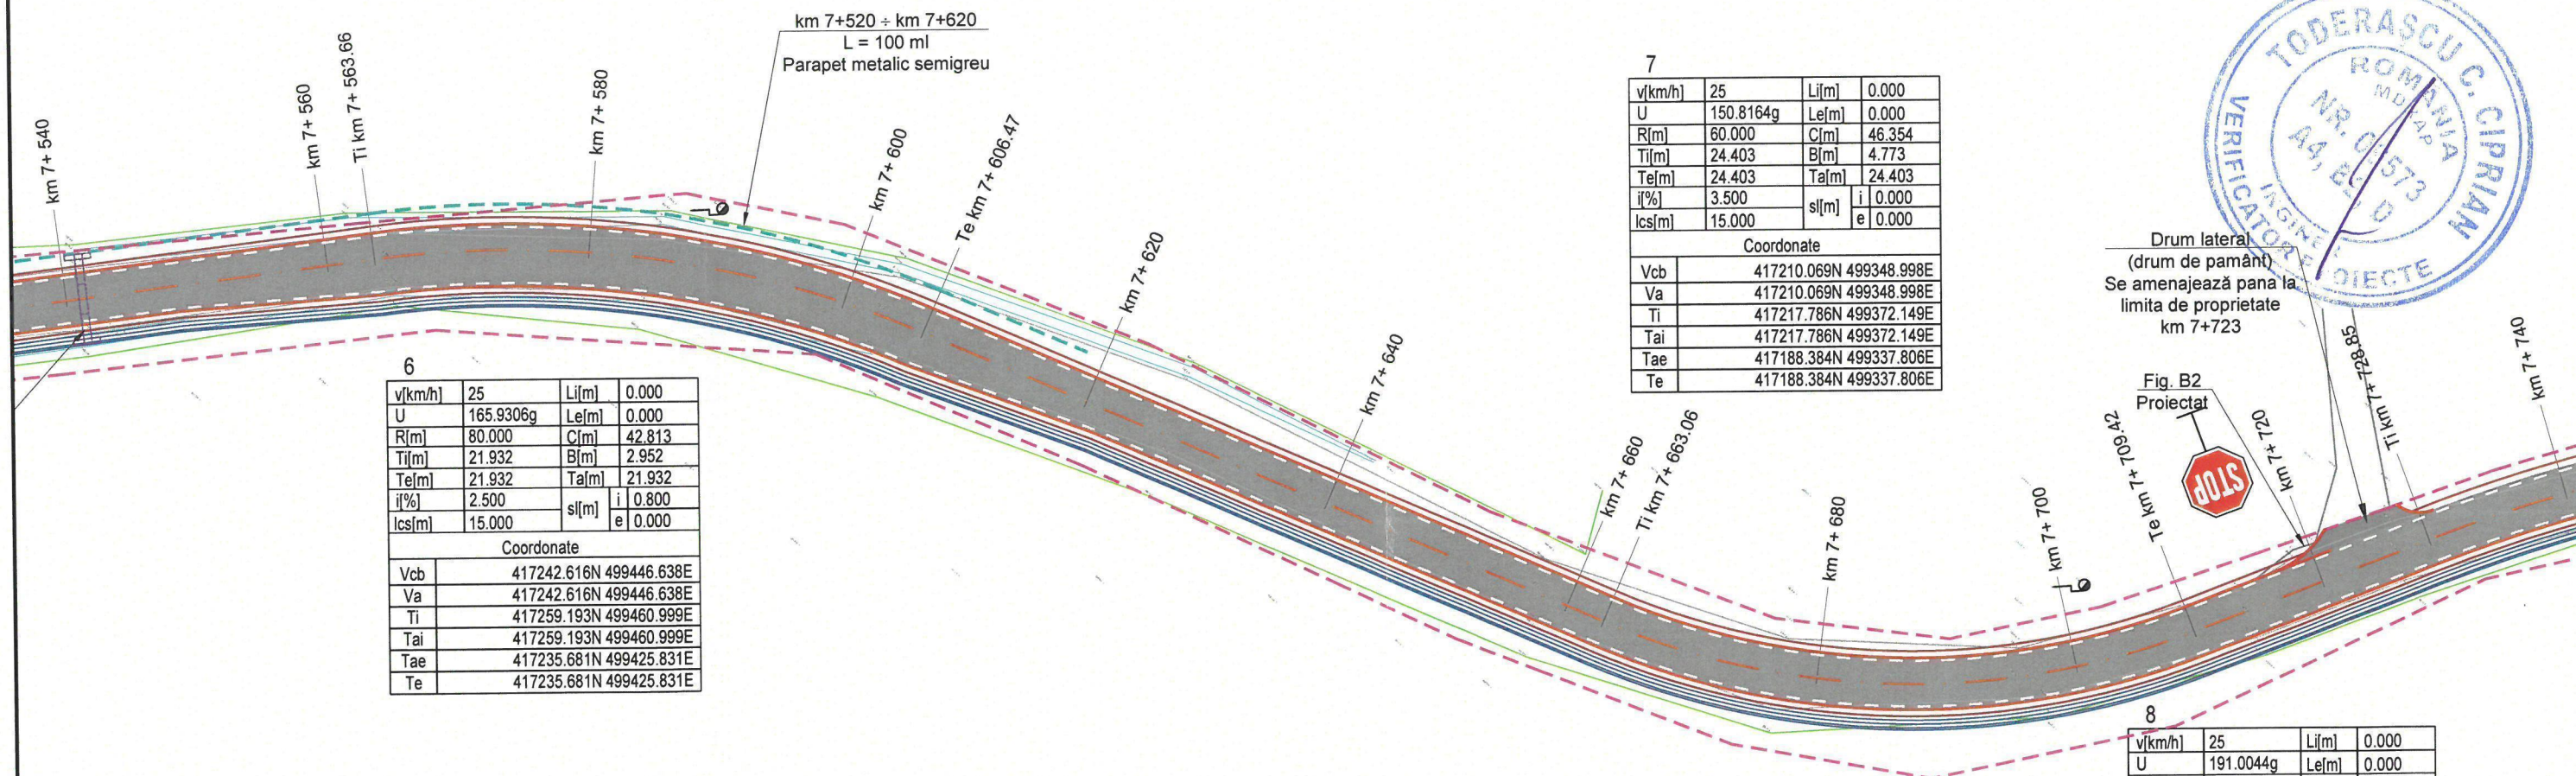 km 7+520 ÷ km 7+620
L = 100 ml
Parapet metalic semigreu
km 7+ 540
km 7+ 560
Ti km 7+ 563.66
km 7+ 580
km 7+ 600
Te km 7+ 606.47
km 7+ 620
km 7+ 640
km 7+ 660
Ti km 7+ 663.06
km 7+ 680
km 7+ 700
Te km 7+ 709.42
km 7+ 720
Ti km 7+ 728.85
km 7+ 740
6
v[km/h] 25 Li[m] 0.000
U 165.9306g Le[m] 0.000
R[m] 80.000 C[m] 42.813
Ti[m] 21.932 B[m] 2.952
Te[m] 21.932 Ta[m] 21.932
i[%] 2.500 sl[m] i 0.800
lcs[m] 15.000 e 0.000
Coordonate
Vcb 417242.616N 499446.638E
Va 417242.616N 499446.638E
Ti 417259.193N 499460.999E
Tai 417259.193N 499460.999E
Tae 417235.681N 499425.831E
Te 417235.681N 499425.831E
7
v[km/h] 25 Li[m] 0.000
U 150.8164g Le[m] 0.000
R[m] 60.000 C[m] 46.354
Ti[m] 24.403 B[m] 4.773
Te[m] 24.403 Ta[m] 24.403
i[%] 3.500 sl[m] i 0.000
lcs[m] 15.000 e 0.000
Coordonate
Vcb 417210.069N 499348.998E
Va 417210.069N 499348.998E
Ti 417217.786N 499372.149E
Tai 417217.786N 499372.149E
Tae 417188.384N 499337.806E
Te 417188.384N 499337.806E
TODERAȘCU C. CIPRIAN
VERIFICATOR
ROMANIA
NR.
573
A4,
Drum lateral
(drum de pamânt)
Se amenajează pana la
limita de proprietate
km 7+723
Fig. B2
Proiectat
STOP
8
v[km/h] 25 Li[m] 0.000
U 191.0044g Le[m] 0.000